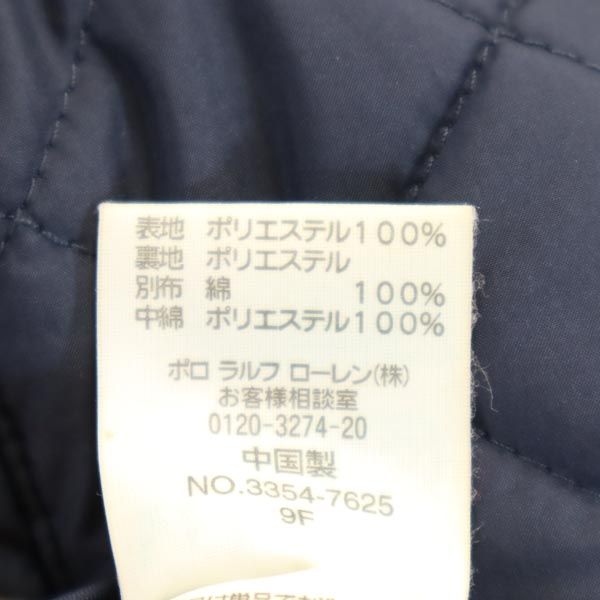 表地 ポリエステル100%
裏地 ポリエステル
別布 綿 100%
中綿 ポリエステル100%
ポロ ラルフ ローレン(株)
お客様相談室
0120-3274-20
中国製
NO.3354-7625
9F